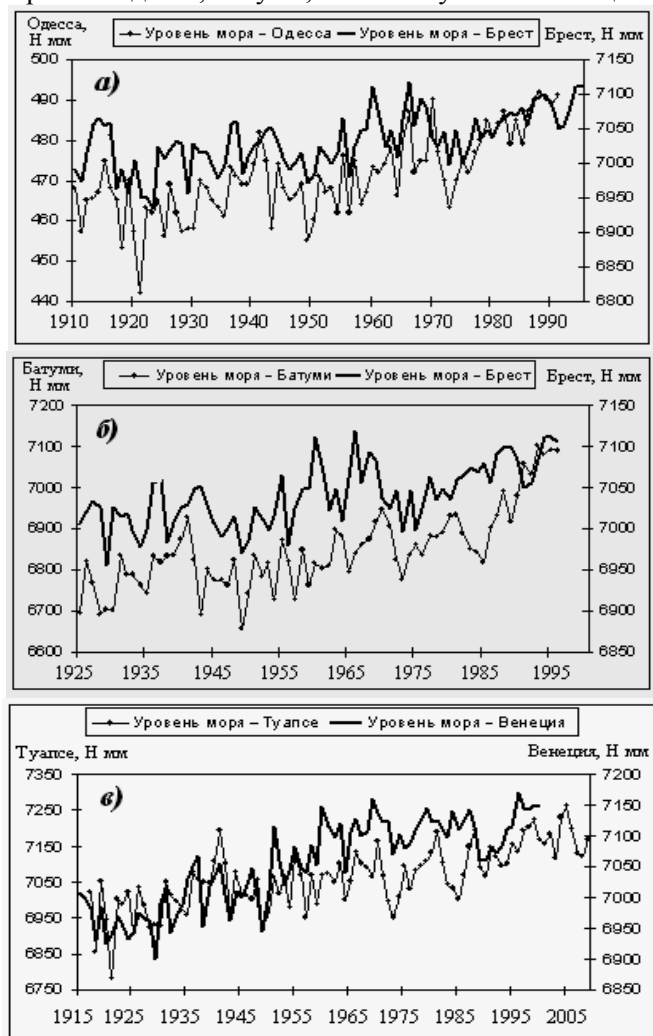 Одесса, Н мм
Уровень моря – Одесса Уровень моря – Брест
Брест, Н мм
а)
500
490
480
470
460
450
440
7150
7100
7050
7000
6950
6900
6850
6800
1910 1920 1930 1940 1950 1960 1970 1980 1990
Батуми, Н мм
Уровень моря – Батуми Уровень моря – Брест
Брест, Н мм
б)
7200
7100
7000
6900
6800
6700
6600
7150
7100
7050
7000
6950
6900
6850
1925 1935 1945 1955 1965 1975 1985 1995
Уровень моря – Туапсе Уровень моря – Венеция
Туапсе, Н мм
Венеция, Н мм
в)
7350
7250
7150
7050
6950
6850
6750
7200
7150
7100
7050
7000
6950
6900
6850
1915 1925 1935 1945 1955 1965 1975 1985 1995 2005